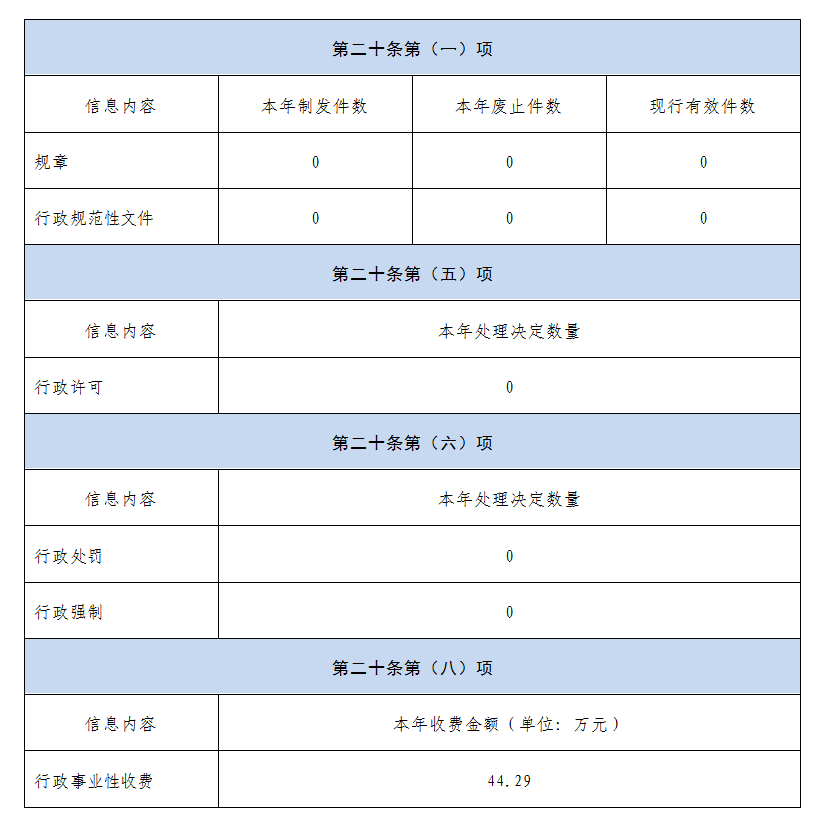 第二十条第（一）项
信息内容 本年制发件数 本年废止件数 现行有效件数
规章 0 0 0
行政规范性文件 0 0 0
第二十条第（五）项
信息内容 本年处理决定数量
行政许可 0
第二十条第（六）项
信息内容 本年处理决定数量
行政处罚 0
行政强制 0
第二十条第（八）项
信息内容 本年收费金额（单位：万元）
行政事业性收费 44.29